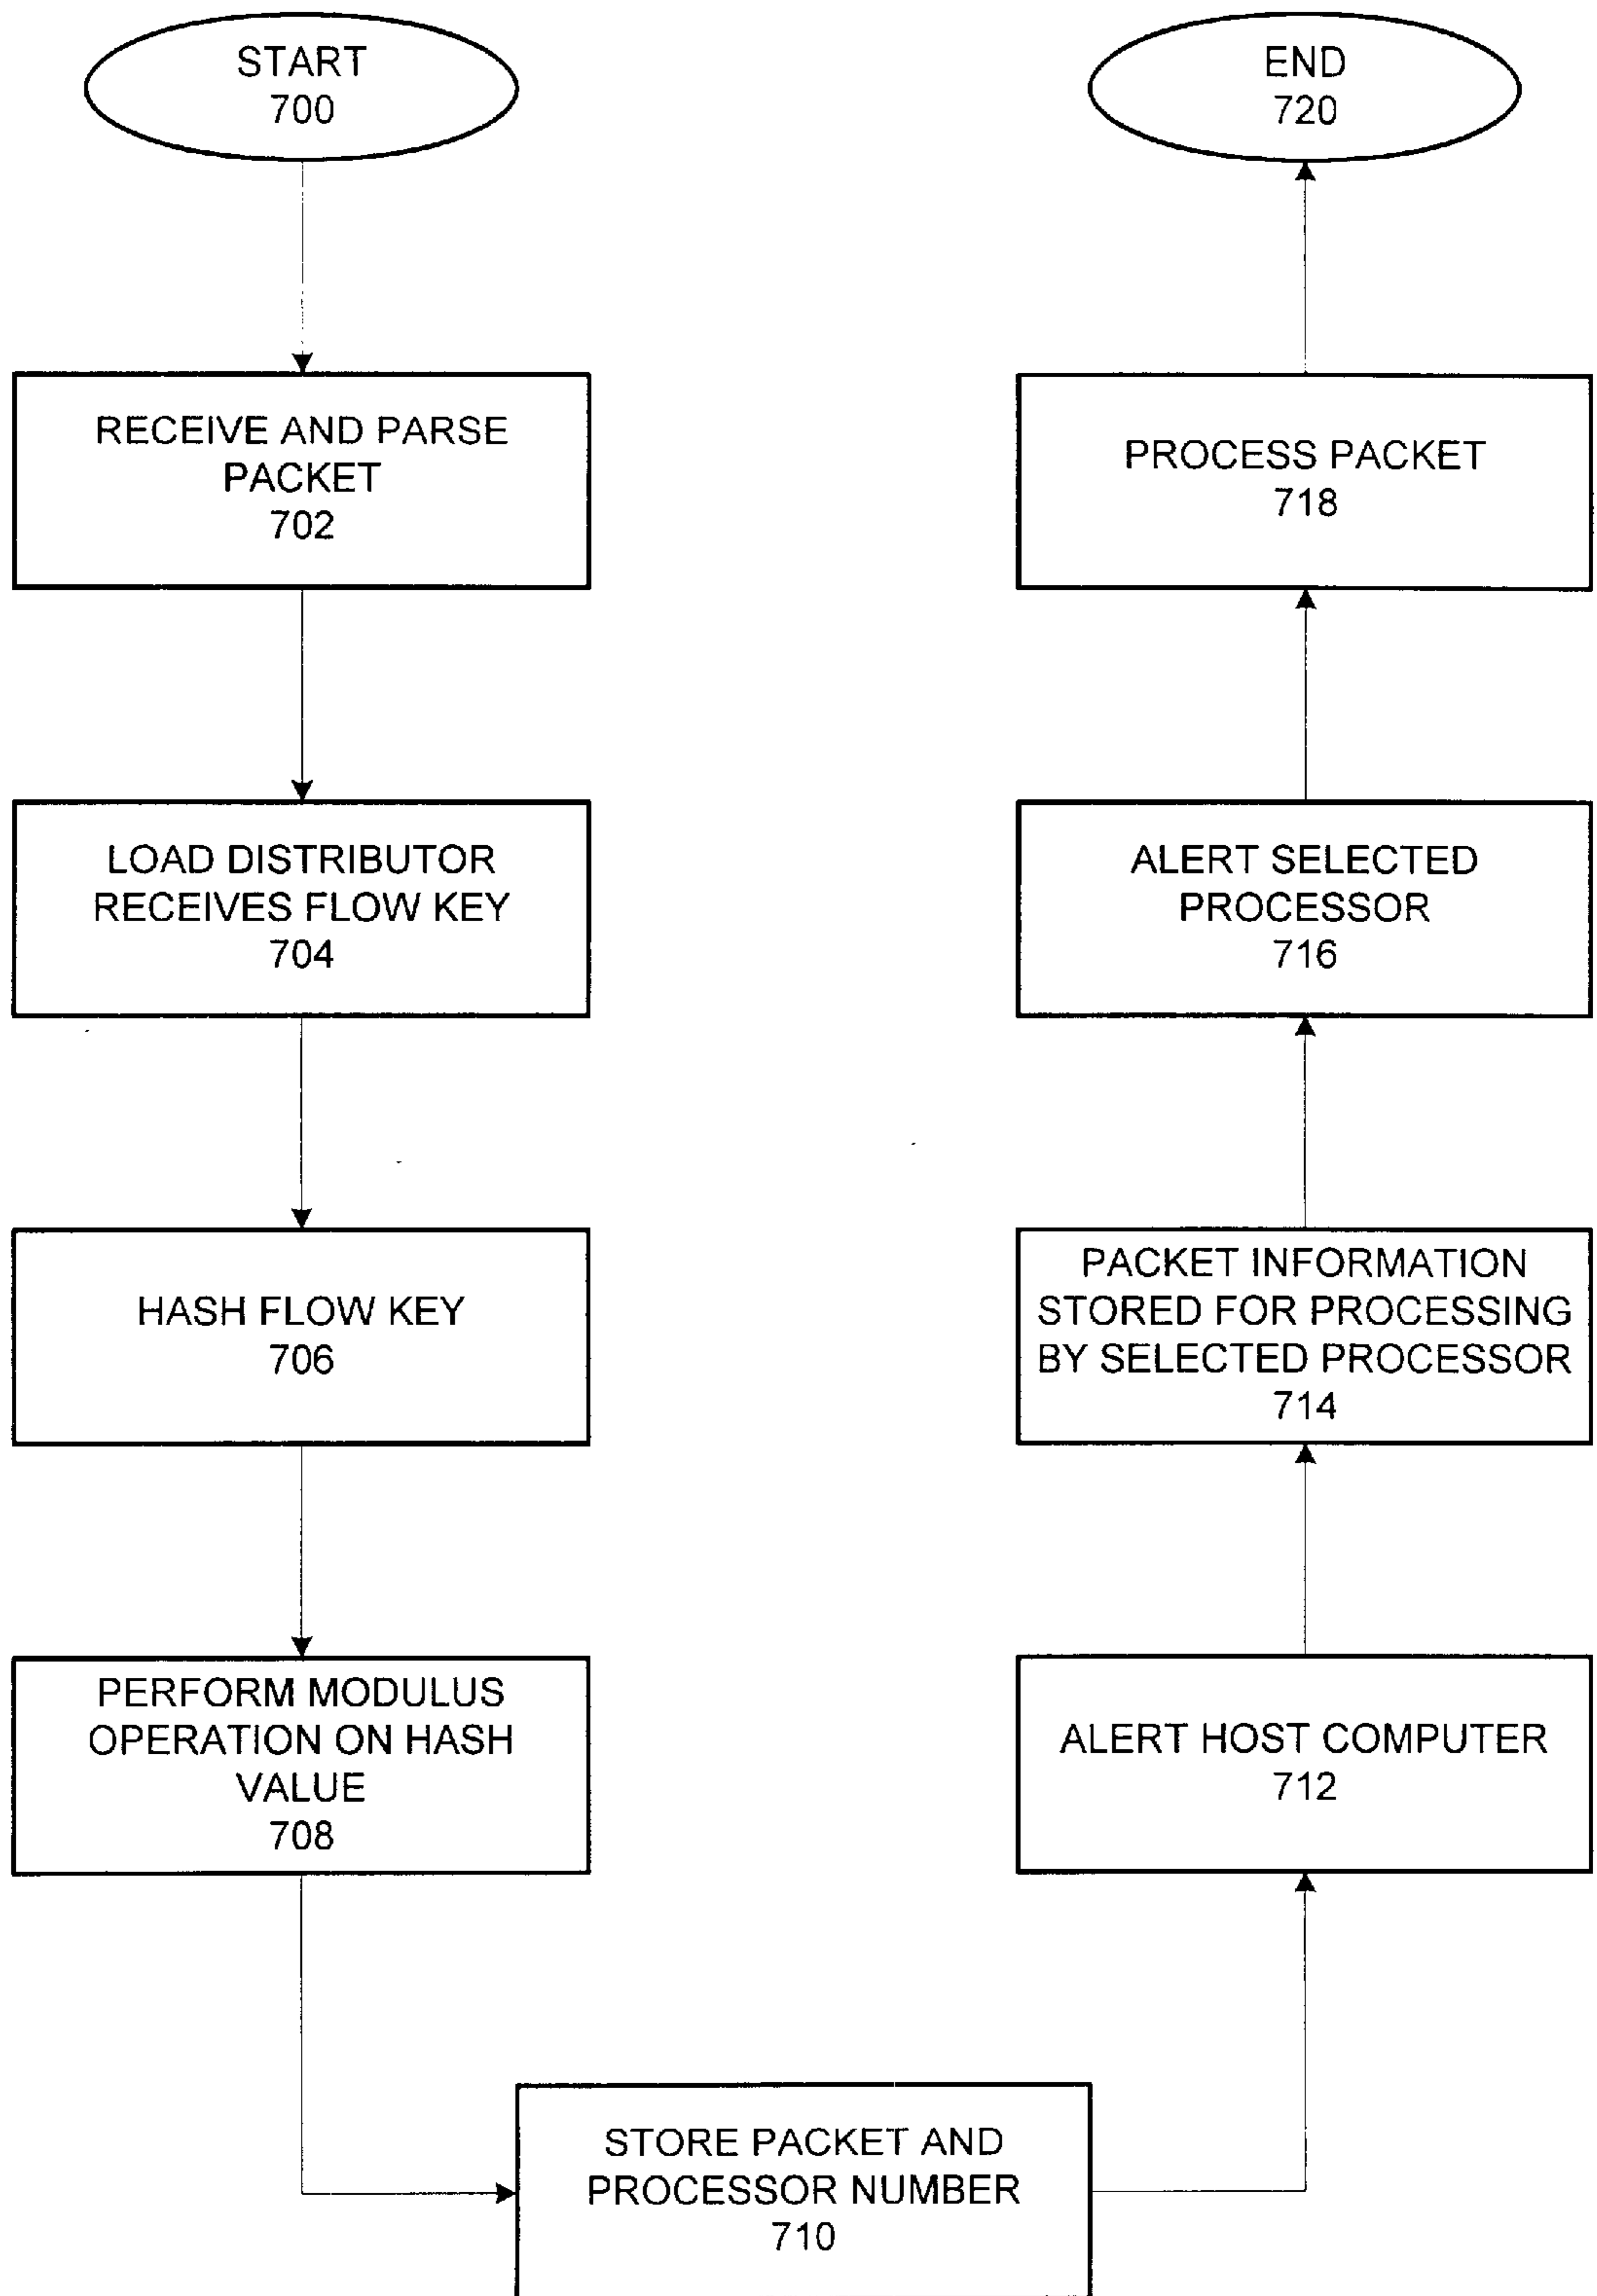 START
700
RECEIVE AND PARSE
PACKET
702
LOAD DISTRIBUTOR
RECEIVES FLOW KEY
704
HASH FLOW KEY
706
PERFORM MODULUS
OPERATION ON HASH
VALUE
708
STORE PACKET AND
PROCESSOR NUMBER
710
ALERT HOST COMPUTER
712
PACKET INFORMATION
STORED FOR PROCESSING
BY SELECTED PROCESSOR
714
ALERT SELECTED
PROCESSOR
716
PROCESS PACKET
718
END
720